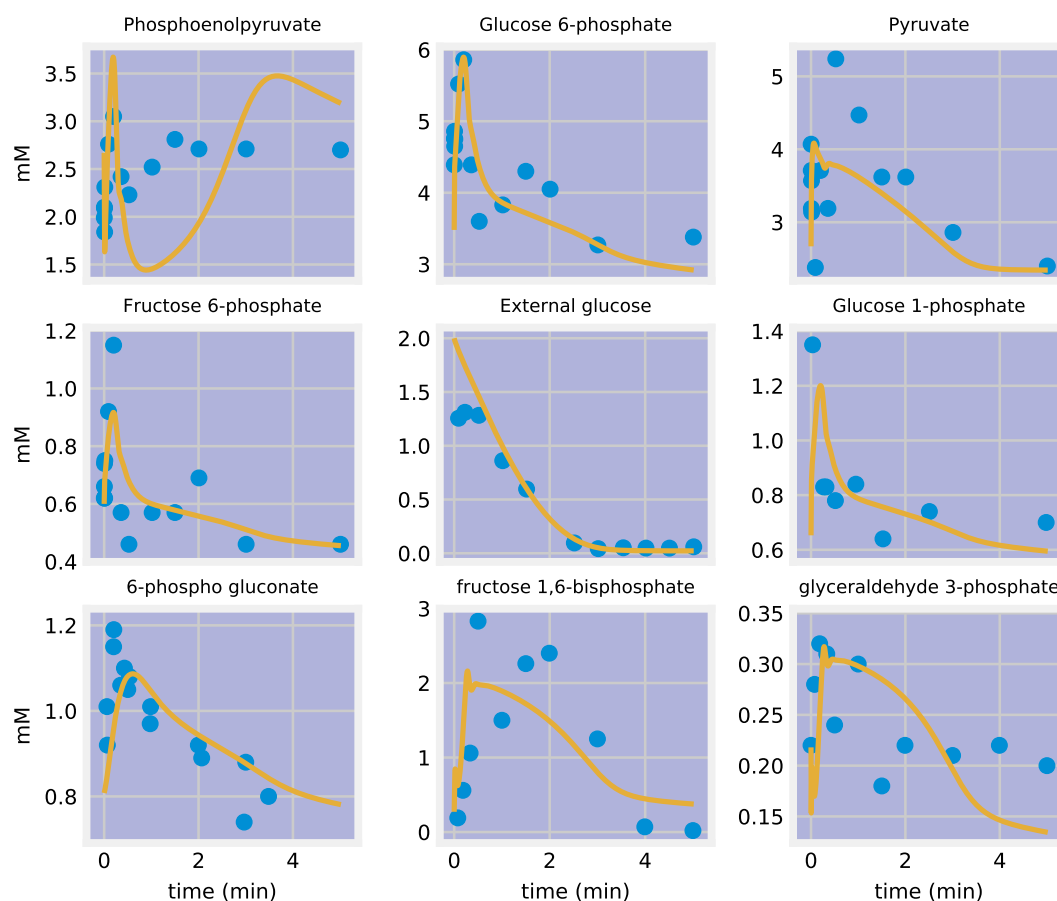 Phosphoenolpyruvate
Glucose 6-phosphate
Pyruvate
3.5
3.0
2.5
2.0
1.5
mM
6
5
4
3
5
4
3
Fructose 6-phosphate
External glucose
Glucose 1-phosphate
1.2
1.0
0.8
0.6
0.4
mM
2.0
1.5
1.0
0.5
0.0
1.4
1.2
1.0
0.8
0.6
6-phospho gluconate
fructose 1,6-bisphosphate
glyceraldehyde 3-phosphate
1.2
1.0
0.8
mM
3
2
1
0
0.35
0.30
0.25
0.20
0.15
0 2 4
0 2 4
0 2 4
time (min)
time (min)
time (min)